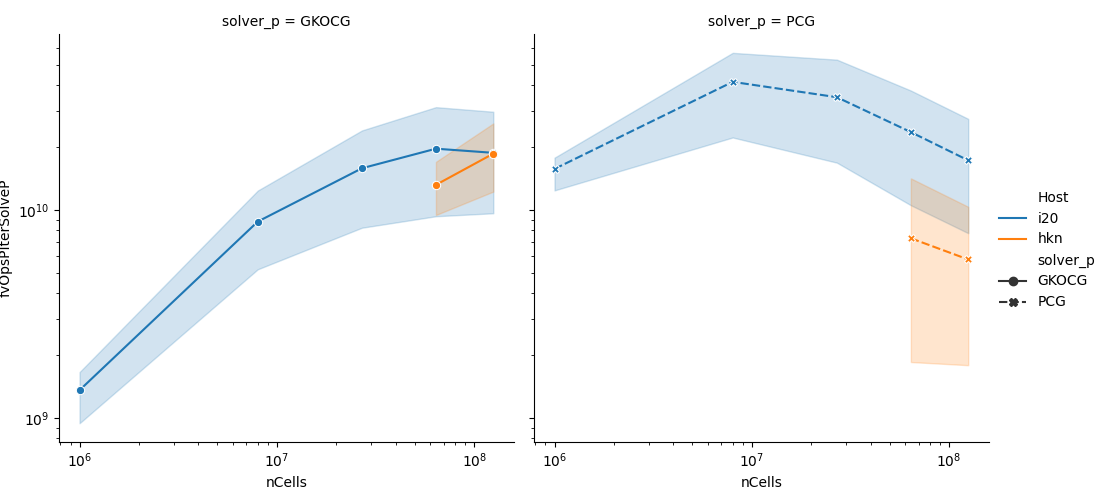 solver_p = GKOCG
solver_p = PCG
fvOpsPIterSolveP
10^10
10^9
10^6
10^7
10^8
nCells
10^6
10^7
10^8
nCells
Host
i20
hkn
solver_p
GKOCG
PCG